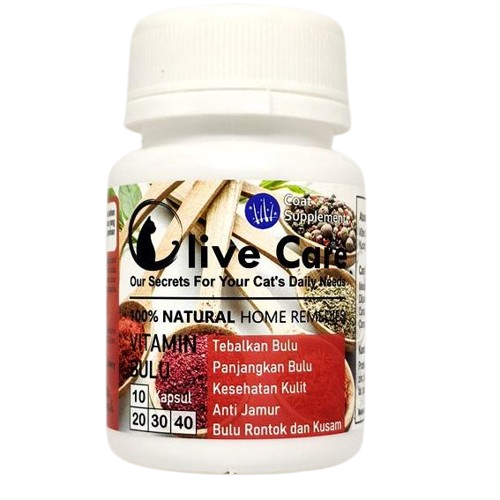 Coat
Supplement
Olive Care
Our Secrets For Your Cat's Daily Needs
100% NATURAL HOME REMEDIES
VITAMIN
BULU
Tebalkan Bulu
Panjangkan Bulu
Kesehatan Kulit
Anti Jamur
Bulu Rontok dan Kusam
10 Kapsul
20 30 40